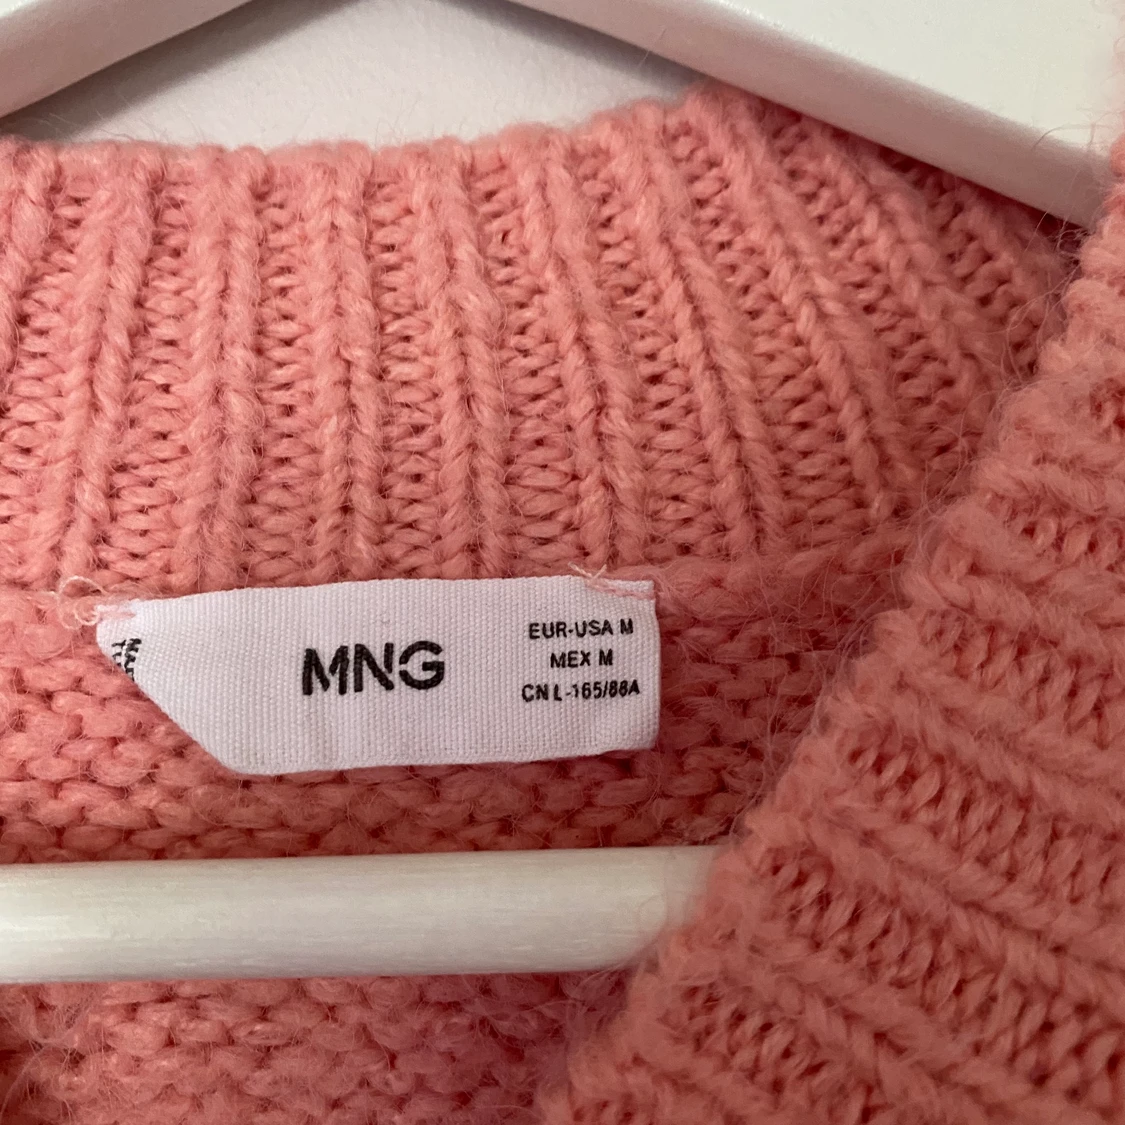 MNG
EUR-USA M
MEX M
CN L-165/88A